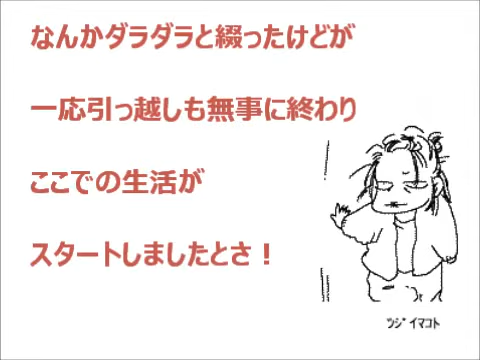 なんかダラダラと綴ったけどが
一応引っ越しも無事に終わり
ここでの生活が
スタートしましたとさ！
ﾂｼﾞｲﾏｺﾄ